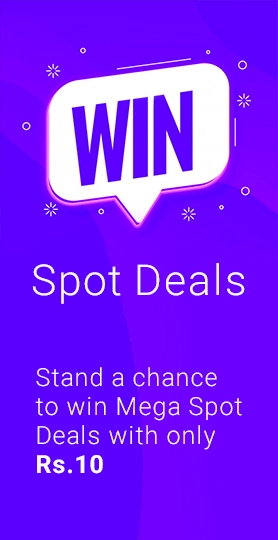 WIN
Spot Deals
Stand a chance
to win Mega Spot
Deals with only
Rs.10